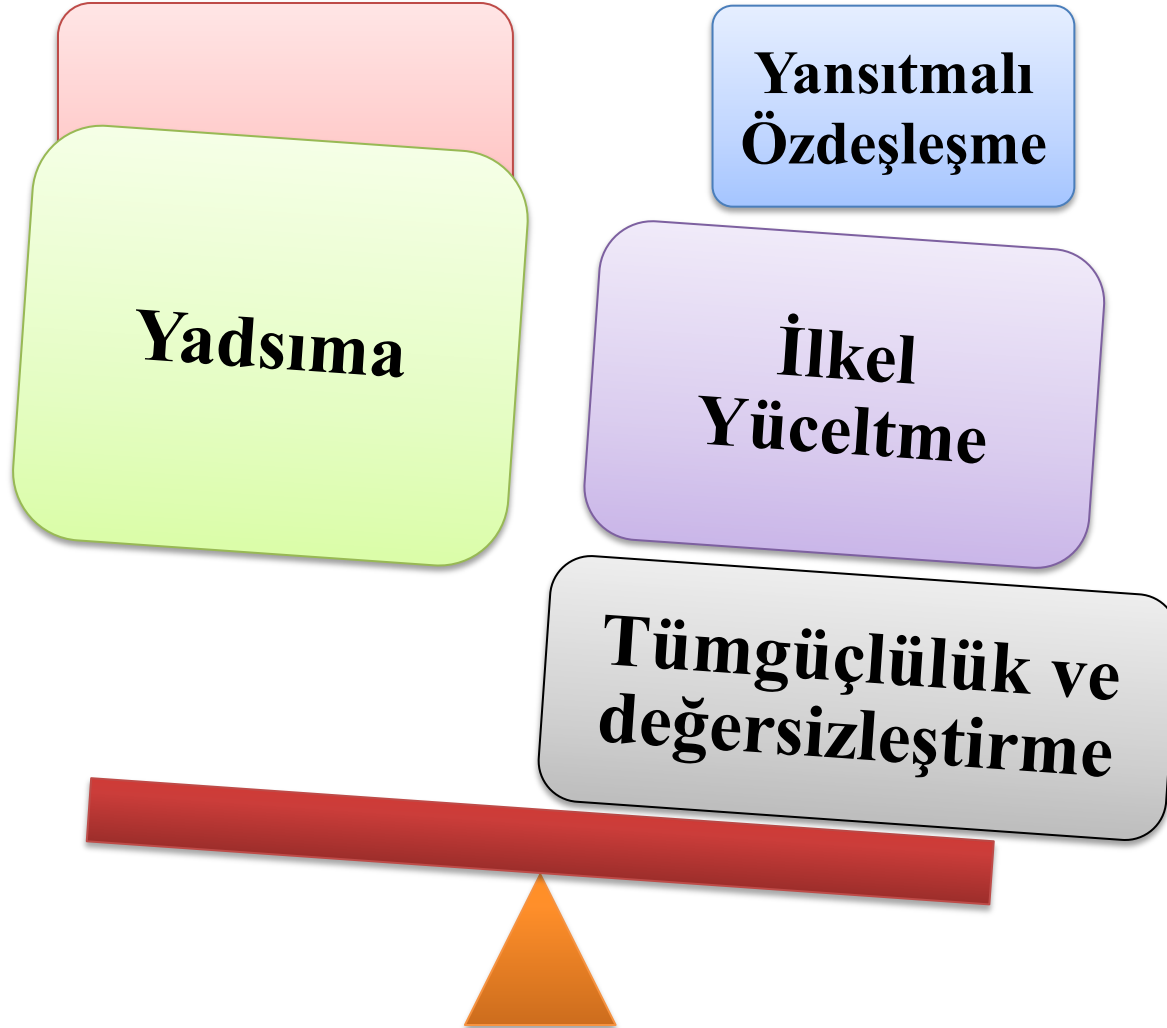 Yansıtmalı
Özdeşleşme
Yadsıma
İlkel
Yüceltme
Tümgüçlülük ve
değersizleştirme